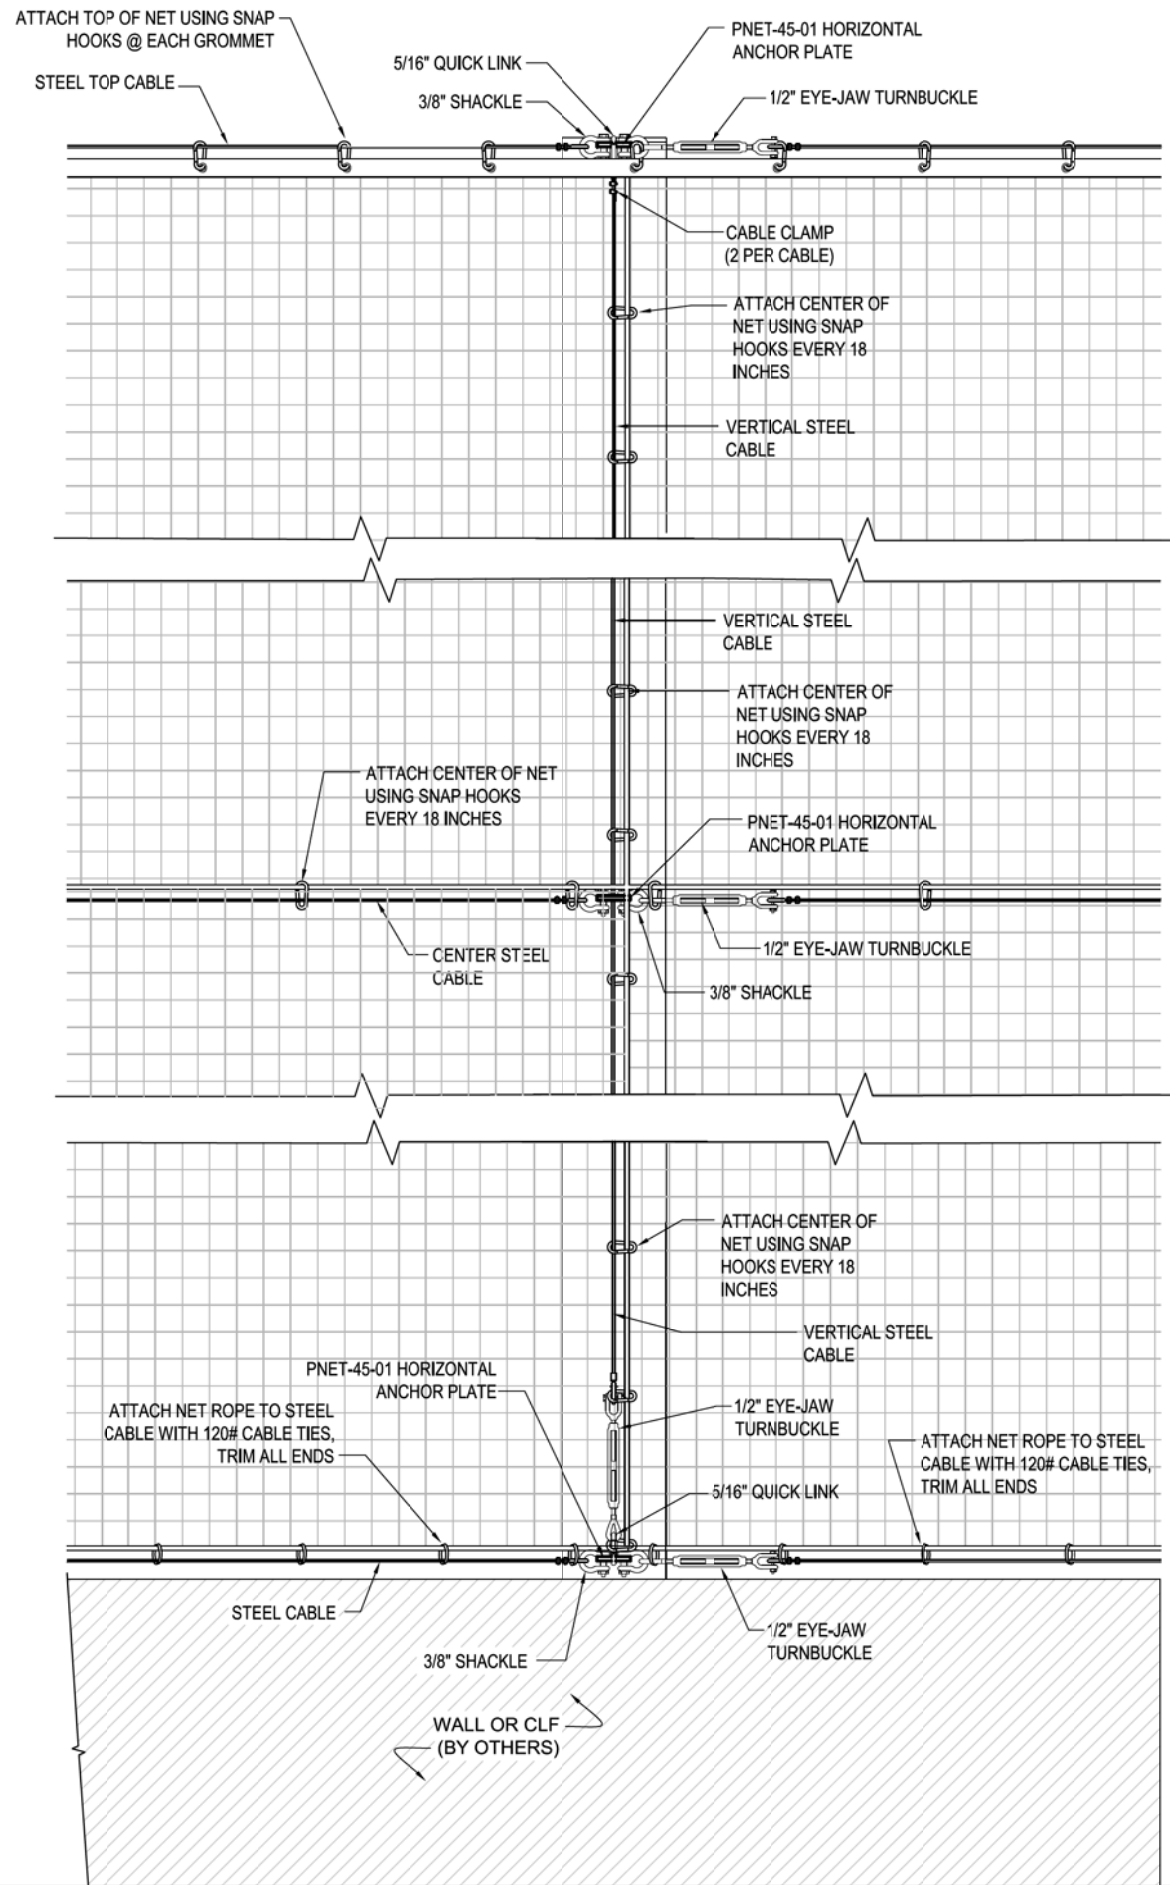 ATTACH TOP OF NET USING SNAP
HOOKS @ EACH GROMMET
STEEL TOP CABLE
5/16" QUICK LINK
3/8" SHACKLE
PNET-45-01 HORIZONTAL
ANCHOR PLATE
1/2" EYE-JAW TURNBUCKLE
CABLE CLAMP
(2 PER CABLE)
ATTACH CENTER OF
NET USING SNAP
HOOKS EVERY 18
INCHES
VERTICAL STEEL
CABLE
VERTICAL STEEL
CABLE
ATTACH CENTER OF
NET USING SNAP
HOOKS EVERY 18
INCHES
ATTACH CENTER OF NET
USING SNAP HOOKS
EVERY 18 INCHES
PNET-45-01 HORIZONTAL
ANCHOR PLATE
CENTER STEEL
CABLE
1/2" EYE-JAW TURNBUCKLE
3/8" SHACKLE
ATTACH CENTER OF
NET USING SNAP
HOOKS EVERY 18
INCHES
VERTICAL STEEL
CABLE
PNET-45-01 HORIZONTAL
ANCHOR PLATE
ATTACH NET ROPE TO STEEL
CABLE WITH 120# CABLE TIES,
TRIM ALL ENDS
1/2" EYE-JAW
TURNBUCKLE
ATTACH NET ROPE TO STEEL
CABLE WITH 120# CABLE TIES,
TRIM ALL ENDS
5/16" QUICK LINK
STEEL CABLE
3/8" SHACKLE
1/2" EYE-JAW
TURNBUCKLE
WALL OR CLF
(BY OTHERS)